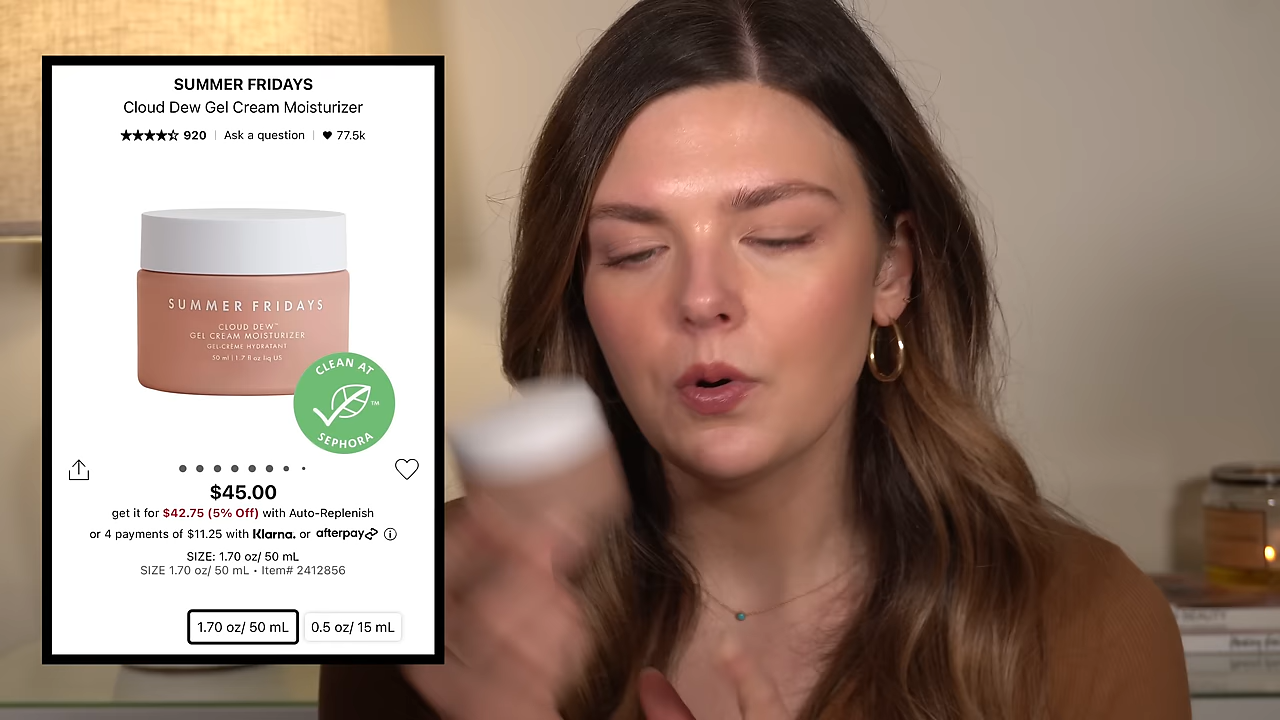 SUMMER FRIDAYS
Cloud Dew Gel Cream Moisturizer
920 | Ask a question | ♥ 77.5k
SUMMER FRIDAYS
CLOUD DEW™
GEL CREAM MOISTURIZER
GEL-CRÈME HYDRATANT
50 ml | 1.7 fl oz liq US
CLEAN AT
SEPHORA
TM
$45.00
get it for $42.75 (5% Off) with Auto-Replenish
or 4 payments of $11.25 with Klarna. or afterpay
SIZE: 1.70 oz/ 50 mL
SIZE 1.70 oz/ 50 mL • Item# 2412856
1.70 oz/ 50 mL
0.5 oz/ 15 mL
BEAUTY